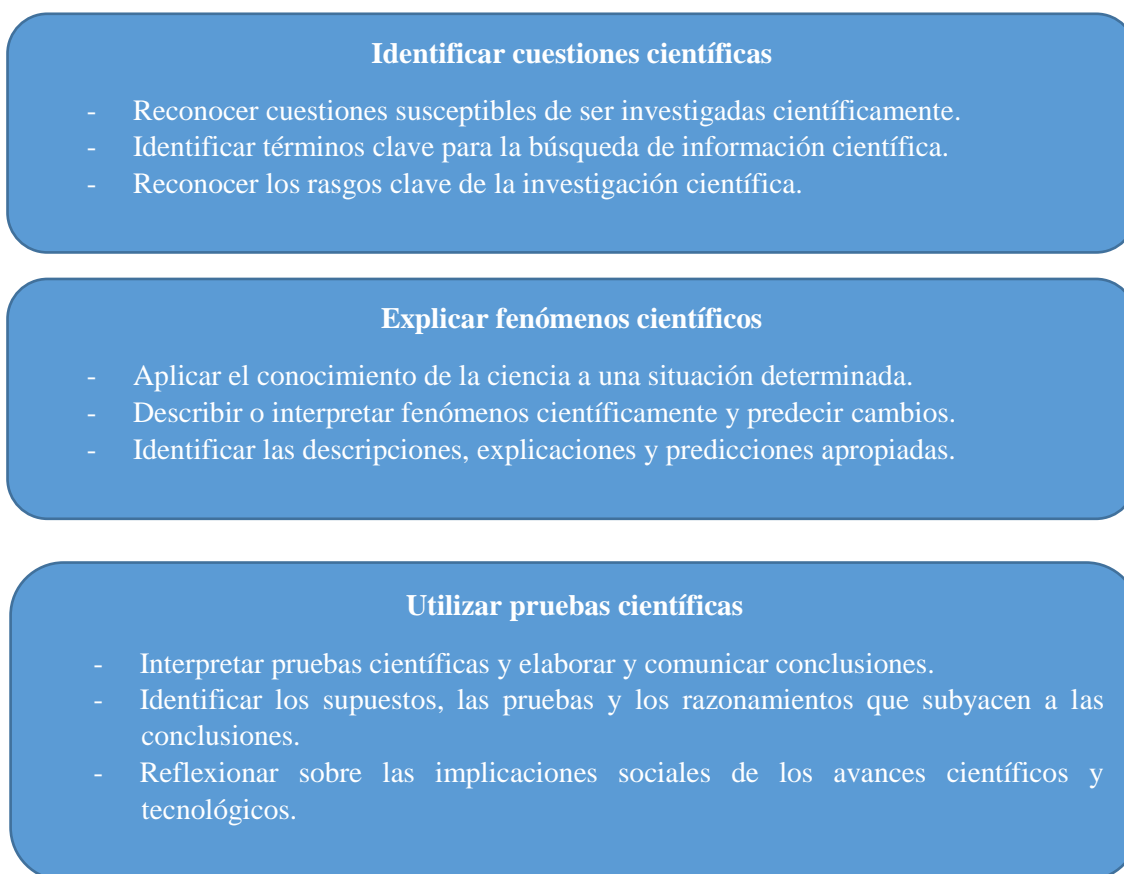 Identificar cuestiones científicas
- Reconocer cuestiones susceptibles de ser investigadas científicamente.
- Identificar términos clave para la búsqueda de información científica.
- Reconocer los rasgos clave de la investigación científica.
Explicar fenómenos científicos
- Aplicar el conocimiento de la ciencia a una situación determinada.
- Describir o interpretar fenómenos científicamente y predecir cambios.
- Identificar las descripciones, explicaciones y predicciones apropiadas.
Utilizar pruebas científicas
- Interpretar pruebas científicas y elaborar y comunicar conclusiones.
- Identificar los supuestos, las pruebas y los razonamientos que subyacen a las
conclusiones.
- Reflexionar sobre las implicaciones sociales de los avances científicos y
tecnológicos.